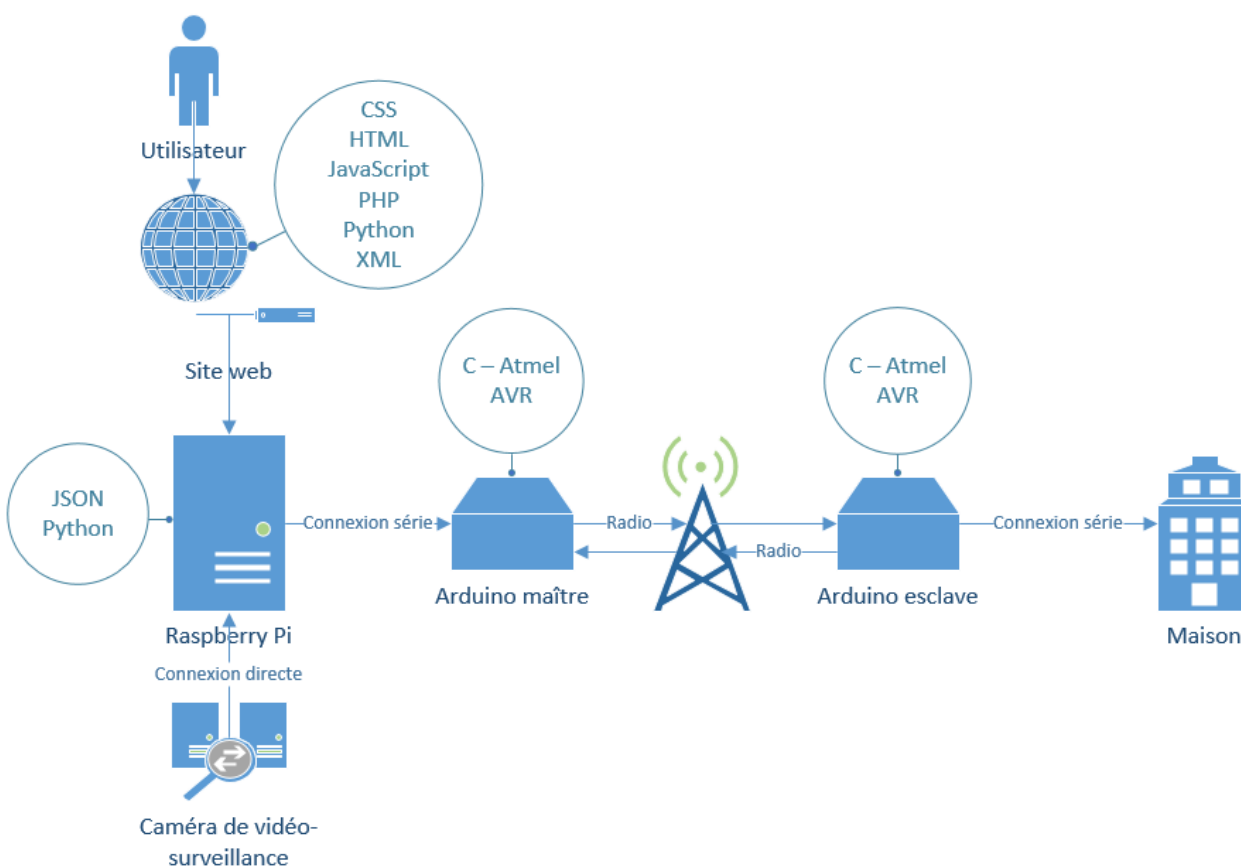 Utilisateur
CSS
HTML
JavaScript
PHP
Python
XML
Site web
C – Atmel
AVR
C – Atmel
AVR
JSON
Python
Connexion série
Radio
Radio
Connexion série
Raspberry Pi
Arduino maître
Arduino esclave
Maison
Connexion directe
Caméra de vidéo-
surveillance